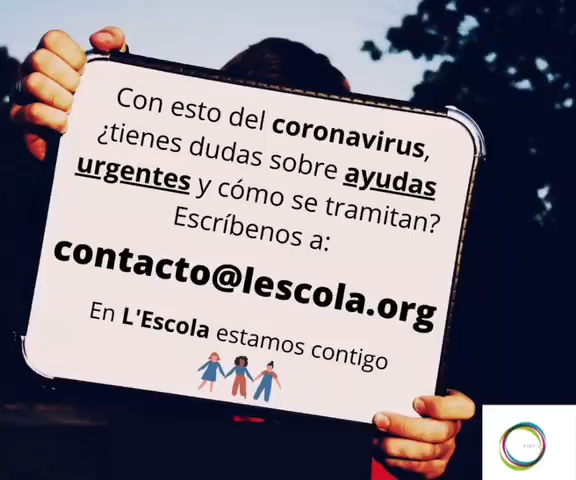 Con esto del coronavirus,
¿tienes dudas sobre ayudas
urgentes y cómo se tramitan?
Escríbenos a:
contacto@lescola.org
En L'Escola estamos contigo